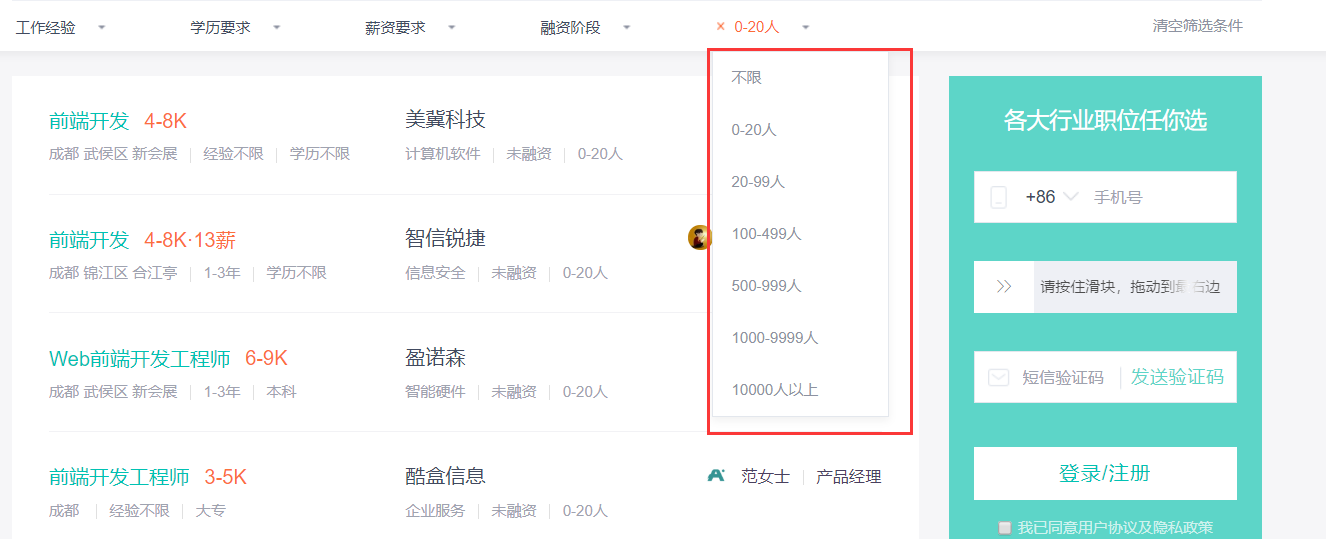 工作经验 学历要求 薪资要求 融资阶段 × 0-20人 清空筛选条件
不限
0-20人
20-99人
100-499人
500-999人
1000-9999人
10000人以上
前端开发 4-8K 美冀科技
成都 武侯区 新会展 经验不限 学历不限 计算机软件 未融资 0-20人
前端开发 4-8K·13薪 智信锐捷
成都 锦江区 合江亭 1-3年 学历不限 信息安全 未融资 0-20人
Web前端开发工程师 6-9K 盈诺森
成都 武侯区 新会展 1-3年 本科 智能硬件 未融资 0-20人
前端开发工程师 3-5K 酷盒信息 范女士 产品经理
成都 经验不限 大专 企业服务 未融资 0-20人
各大行业职位任你选
+86 手机号
请按住滑块，拖动到最右边
短信验证码 发送验证码
登录/注册
我已同意用户协议及隐私政策